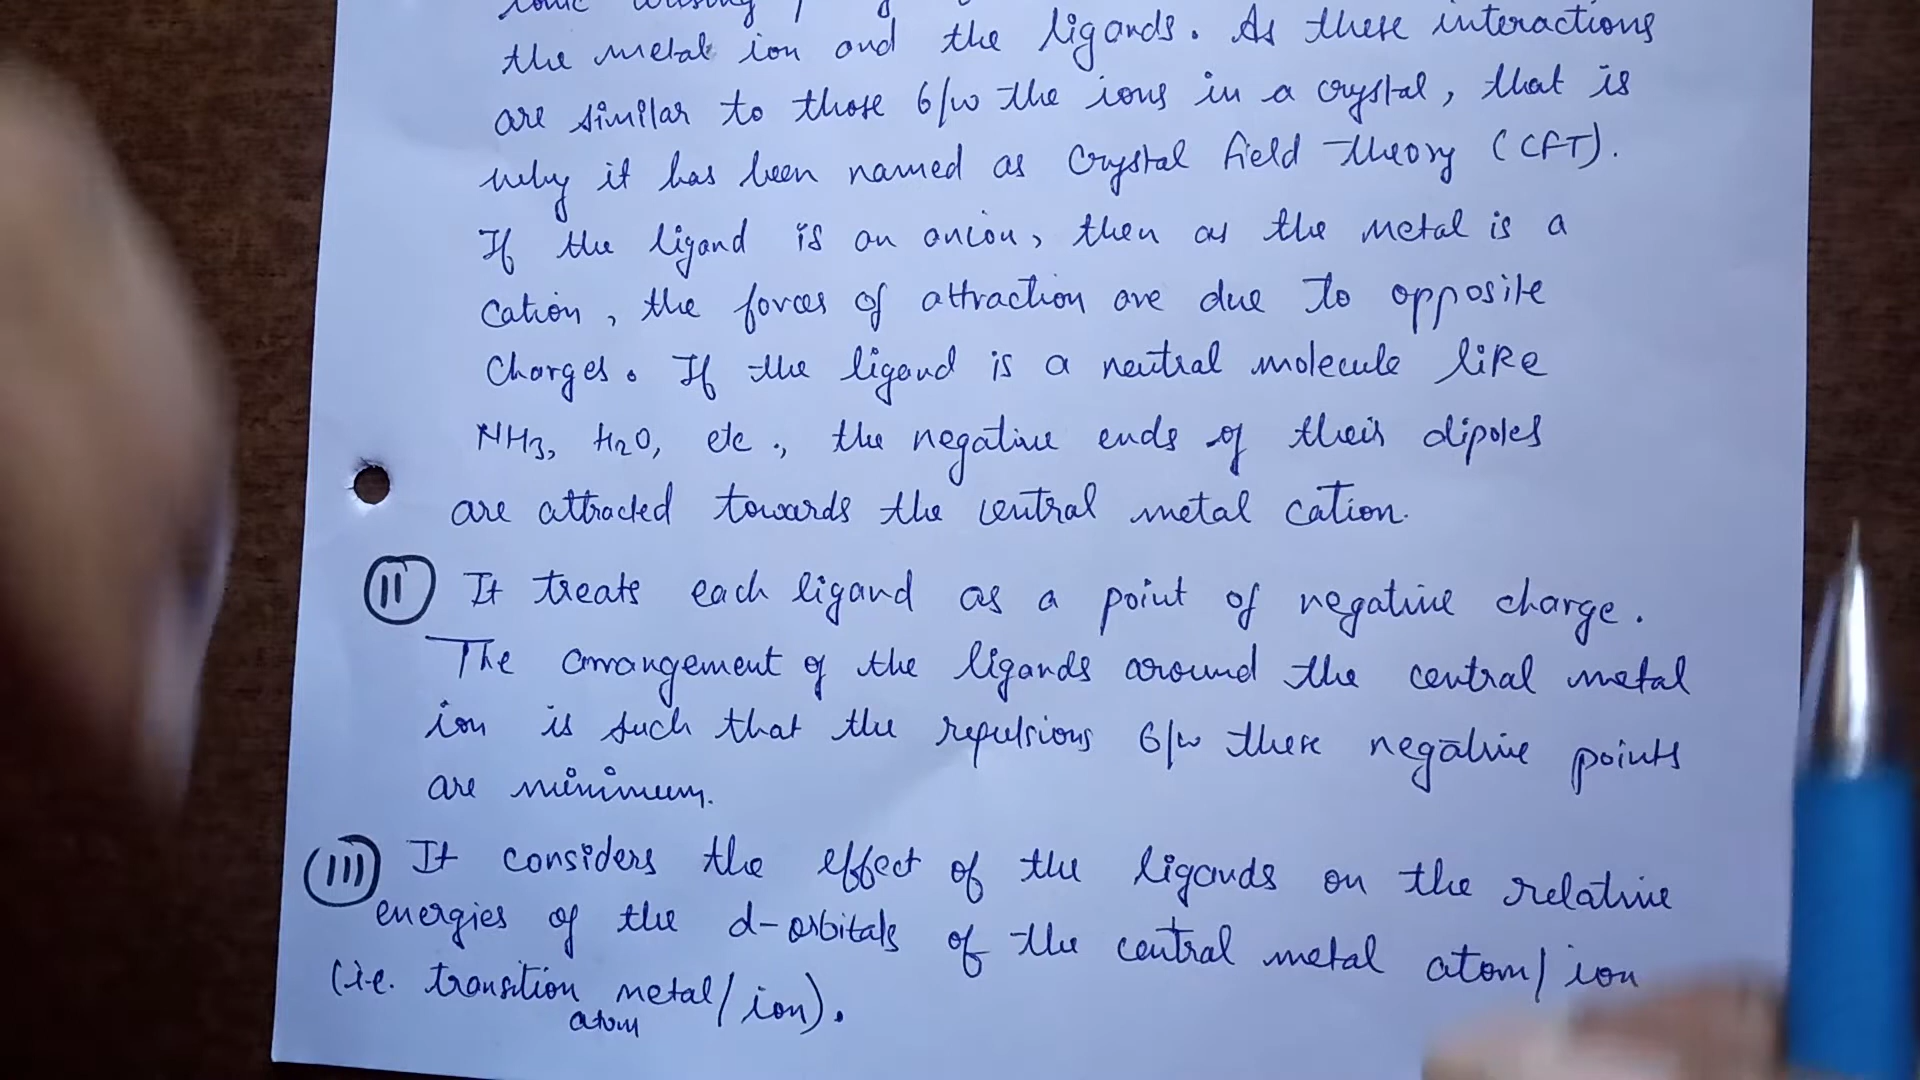 the metal ion and the ligands. As these interactions
are similar to those b/w the ions in a crystal, that is
why it has been named as Crystal field theory (CFT).
If the ligand is an anion, then as the metal is a
cation, the forces of attraction are due to opposite
charges. If the ligand is a neutral molecule like
NH3, H2O, etc., the negative ends of their dipoles
are attracted towards the central metal cation.
(II) It treats each ligand as a point of negative charge.
The arrangement of the ligands around the central metal
ion is such that the repulsions b/w these negative points
are minimum.
(III) It considers the effect of the ligands on the relative
energies of the d-orbitals of the central metal atom/ion
(i.e. transition metal/ion).
atom